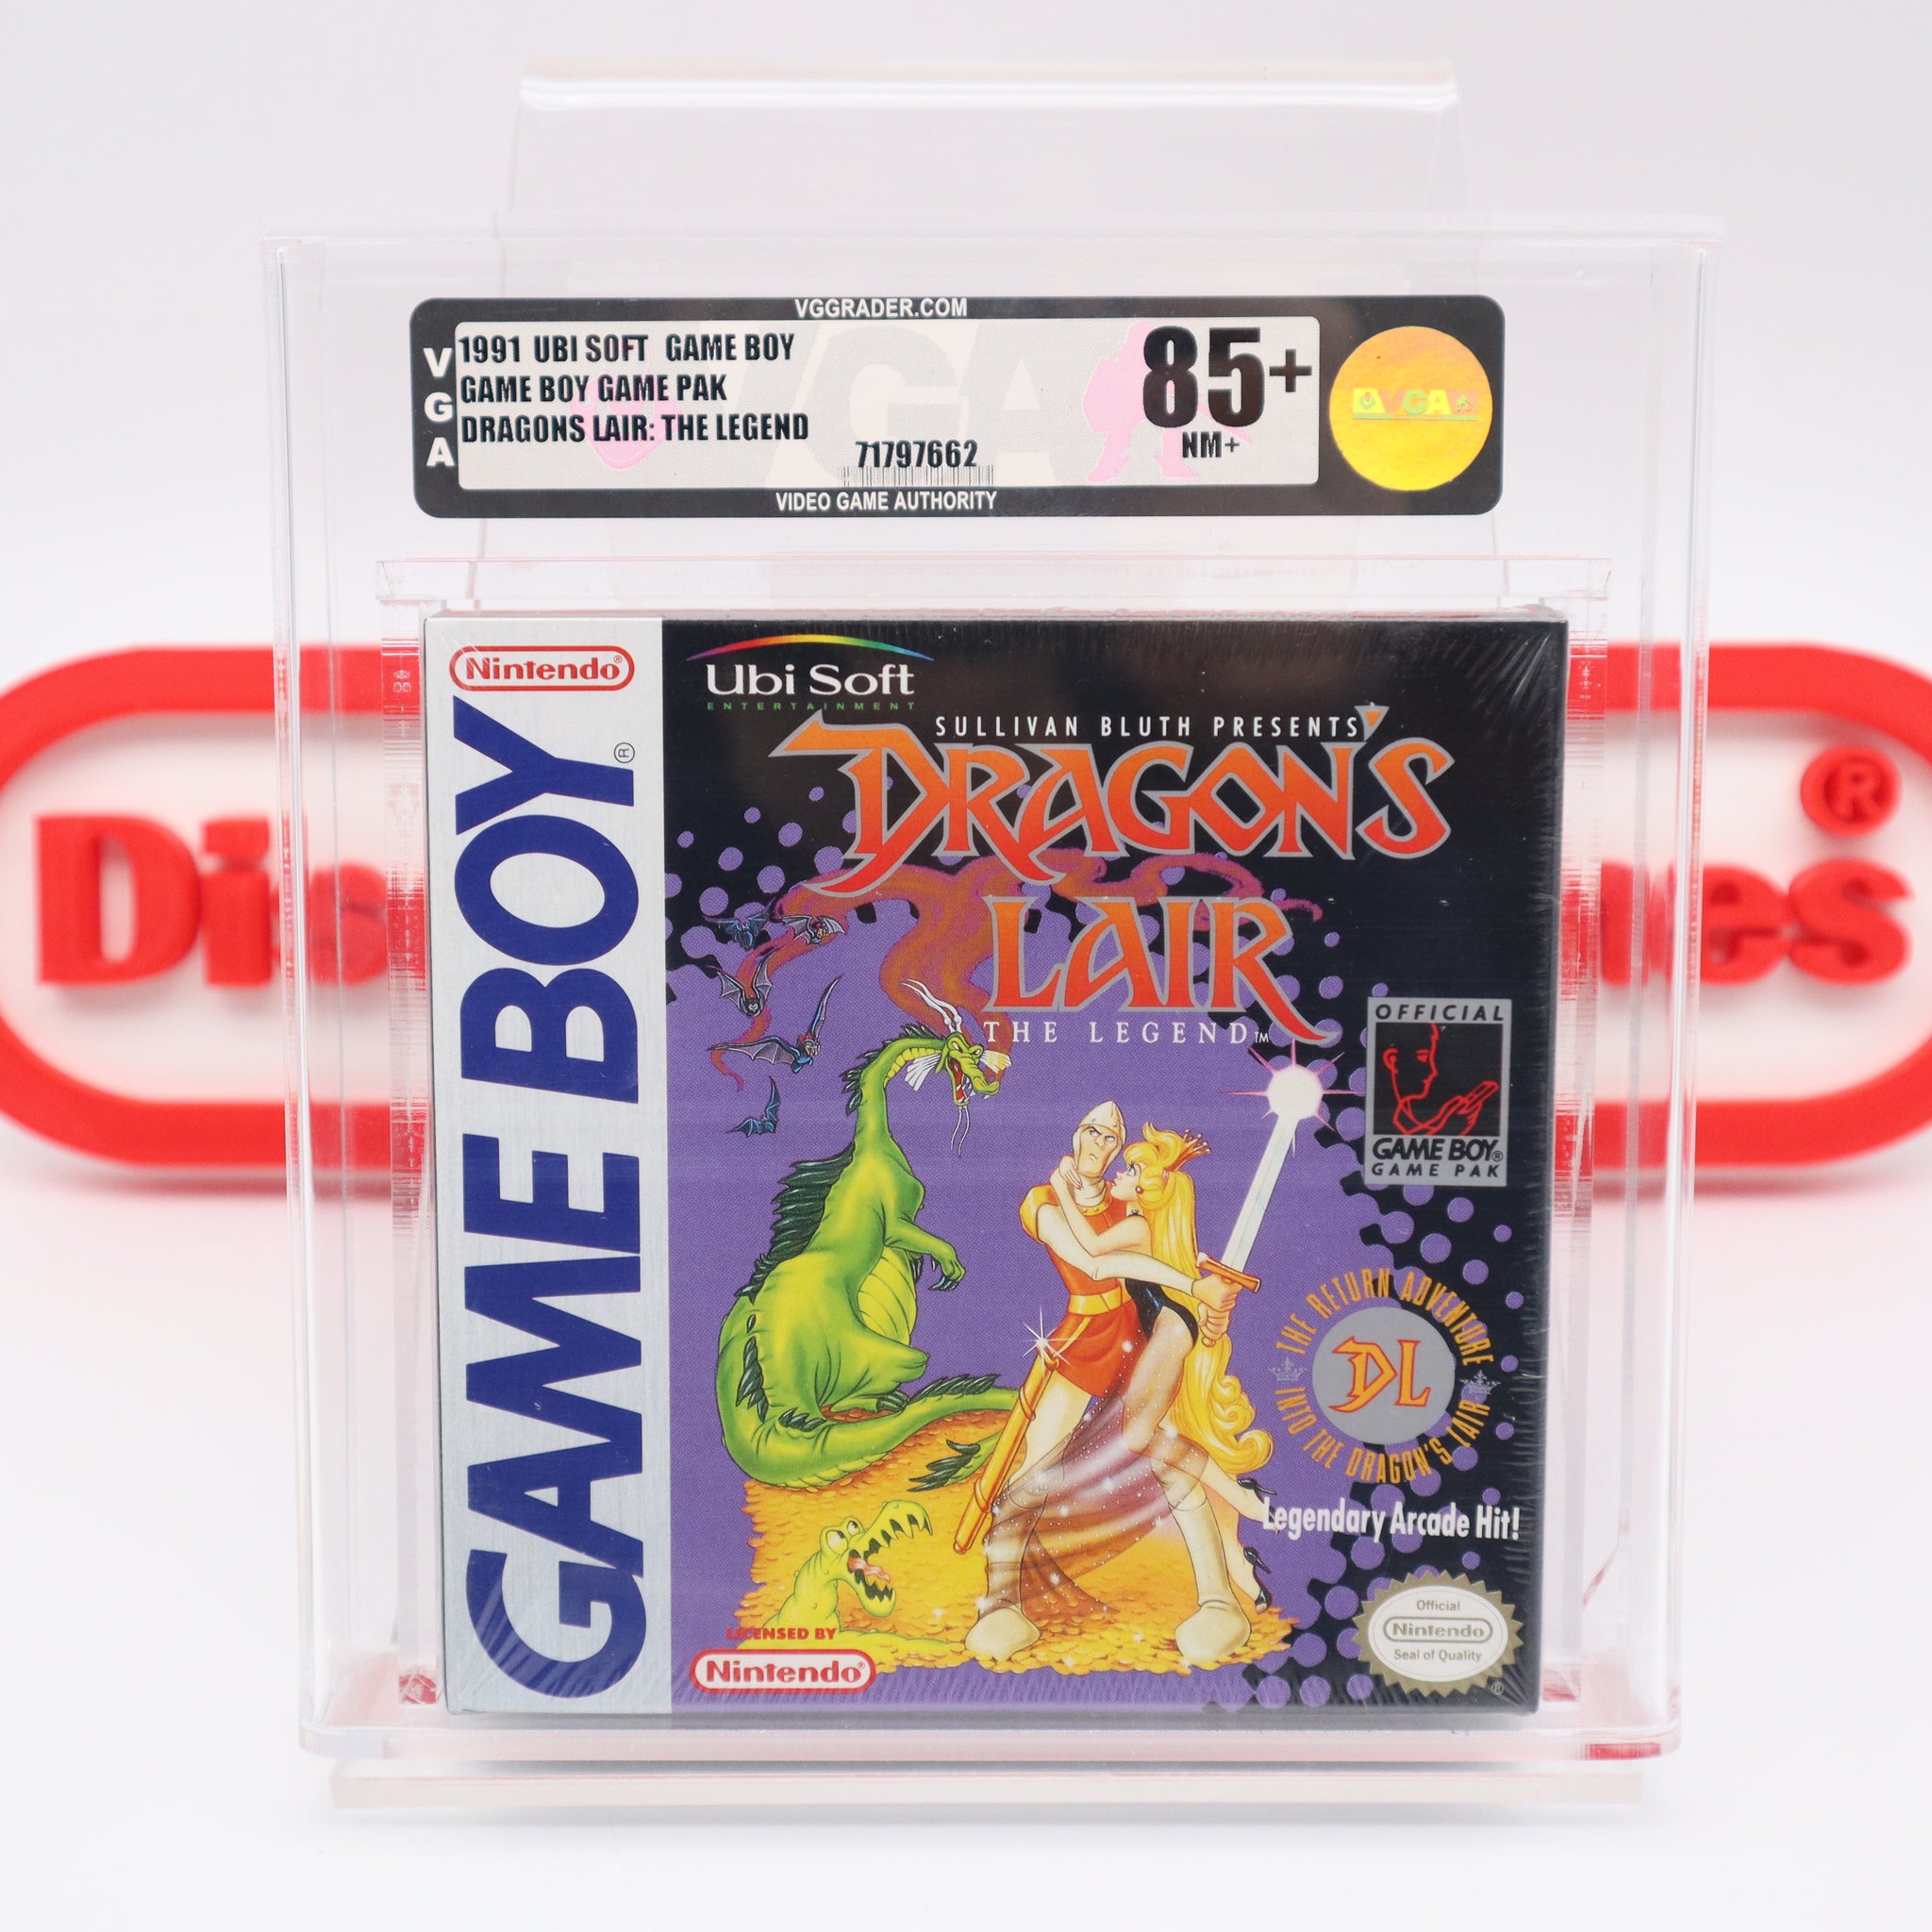 VGGRADER.COM
VGA
1991 UBI SOFT GAME BOY
GAME BOY GAME PAK
DRAGONS LAIR: THE LEGEND
71797662
85+
NM+
VGA
VIDEO GAME AUTHORITY
Nintendo®
GAME BOY®
Ubi Soft
ENTERTAINMENT
SULLIVAN BLUTH PRESENTS
DRAGON'S
LAIR
THE LEGEND™
OFFICIAL
GAME BOY®
GAME PAK
THE RETURN ADVENTURE
INTO THE DRAGON'S LAIR
DL
Legendary Arcade Hit!
LICENSED BY
Nintendo®
Official
Nintendo
Seal of Quality
®
®